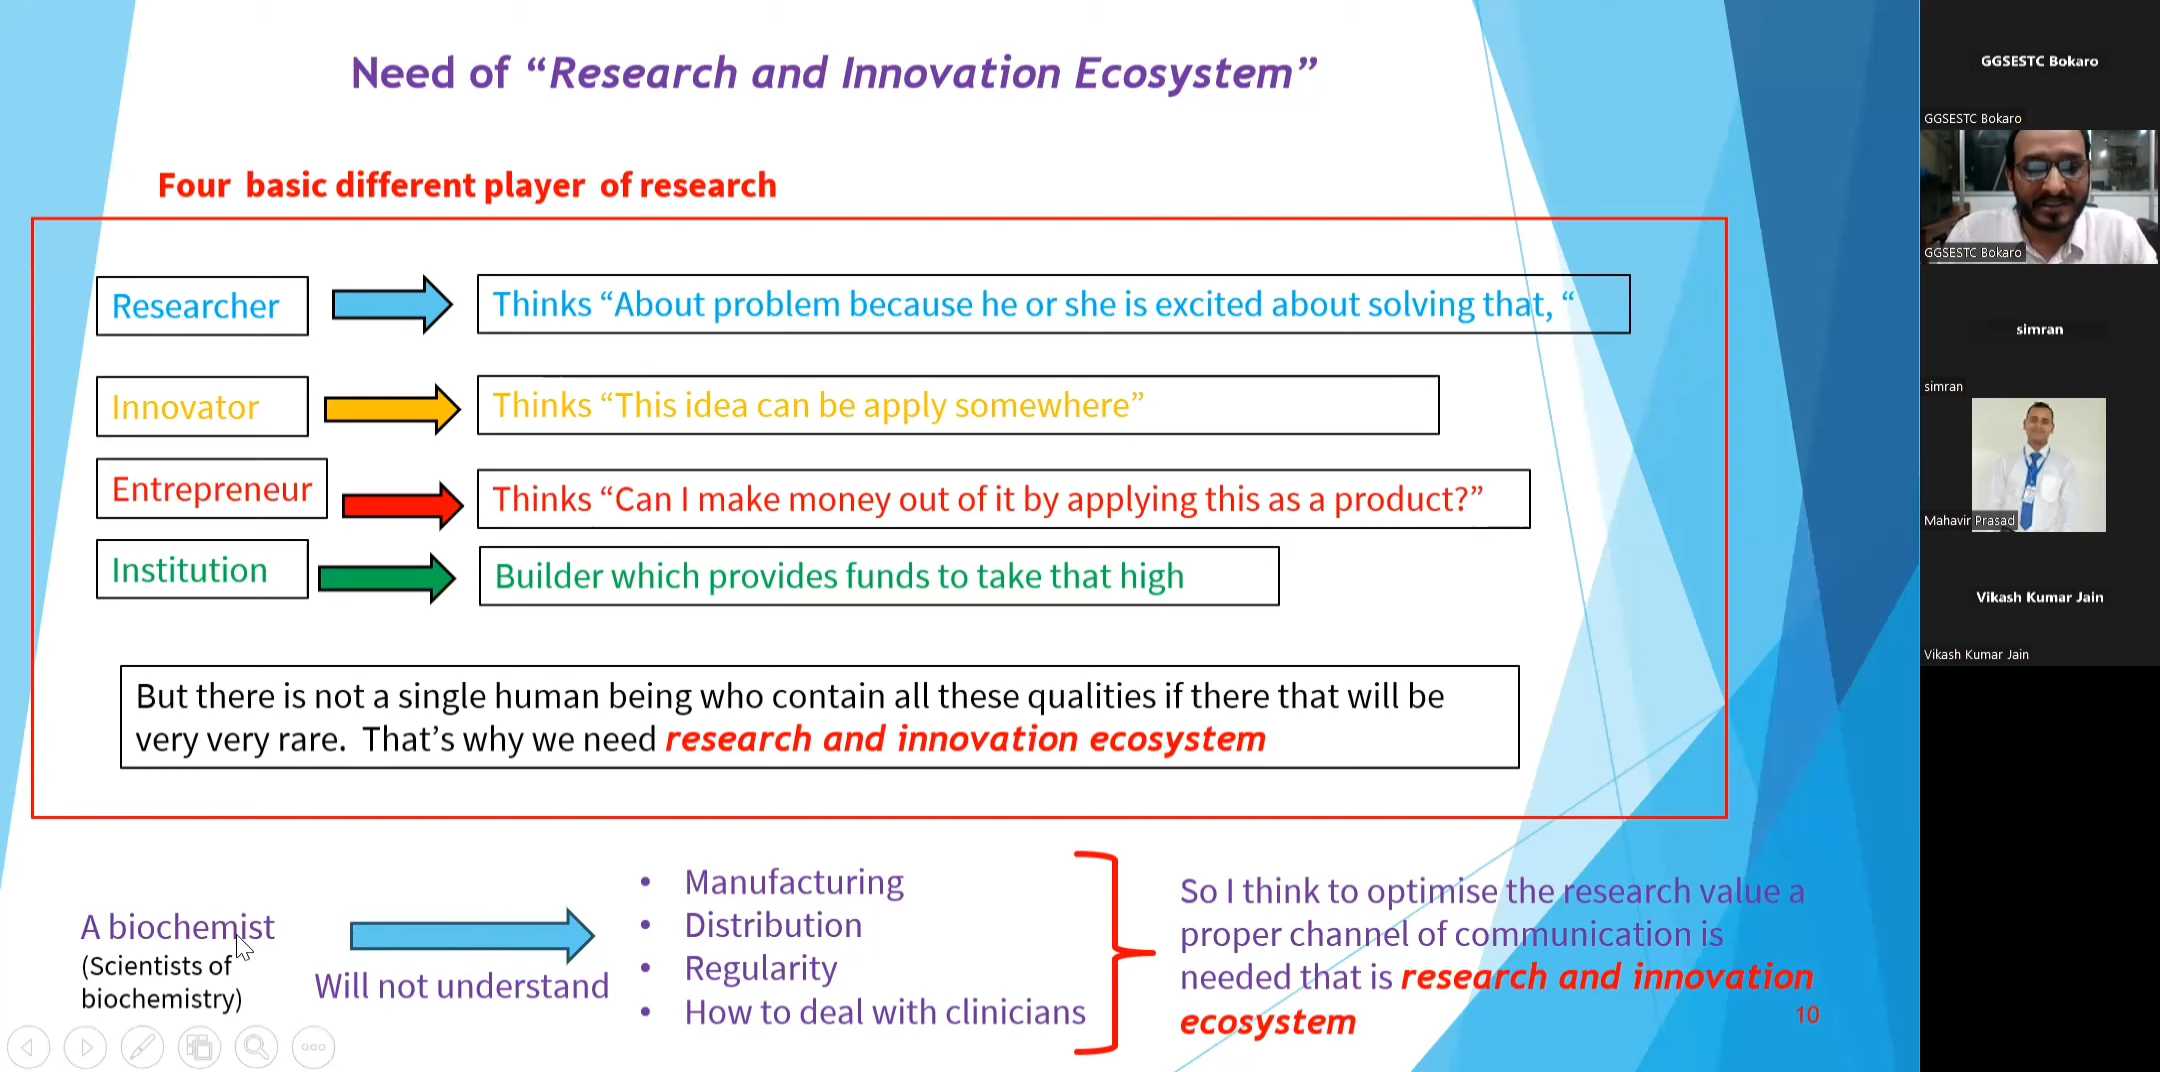 Need of “Research and Innovation Ecosystem”
Four basic different player of research
Researcher
Thinks “About problem because he or she is excited about solving that, “
Innovator
Thinks “This idea can be apply somewhere”
Entrepreneur
Thinks “Can I make money out of it by applying this as a product?”
Institution
Builder which provides funds to take that high
But there is not a single human being who contain all these qualities if there that will be
very very rare. That’s why we need research and innovation ecosystem
A biochemist
(Scientists of
biochemistry)
Will not understand
• Manufacturing
• Distribution
• Regularity
• How to deal with clinicians
So I think to optimise the research value a
proper channel of communication is
needed that is research and innovation
ecosystem
10
GGSESTC Bokaro
GGSESTC Bokaro
GGSESTC Bokaro
simran
simran
Mahavir Prasad
Vikash Kumar Jain
Vikash Kumar Jain